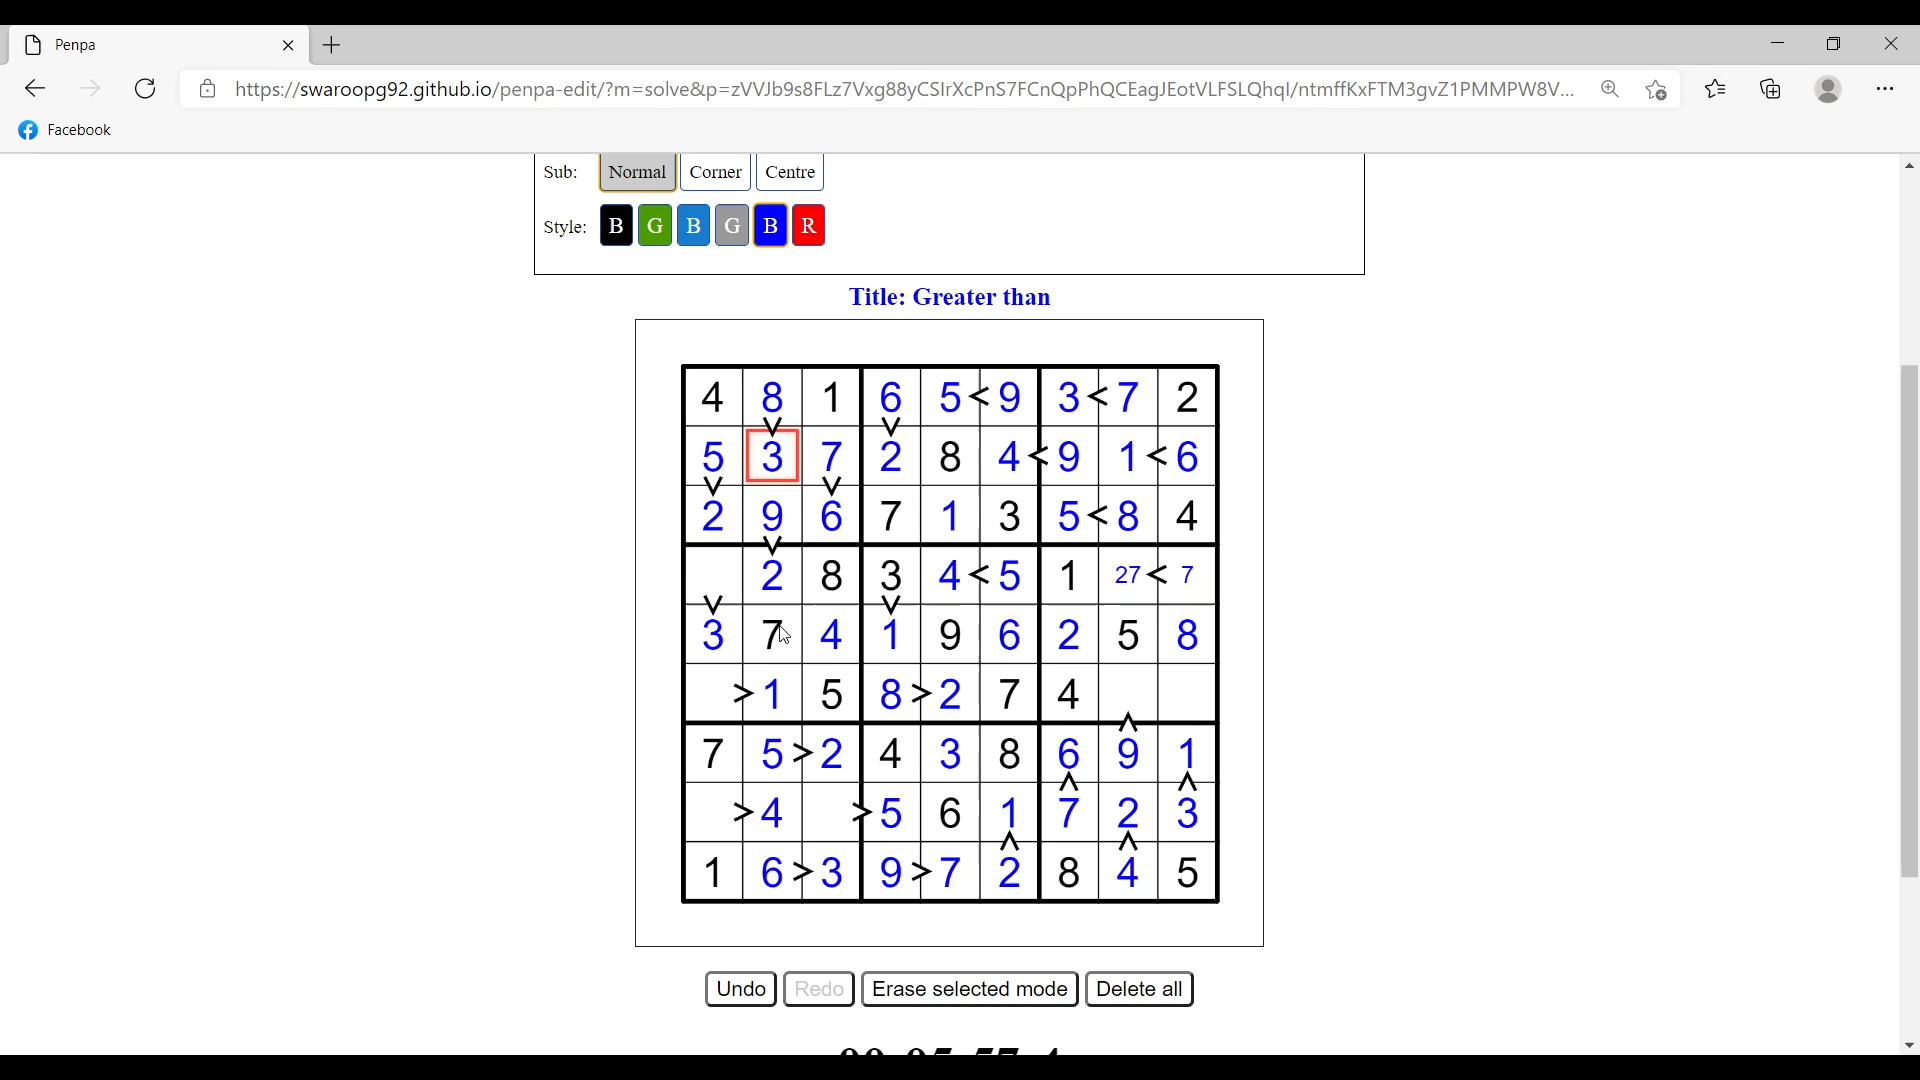 Penpa
https://swaroopg92.github.io/penpa-edit/?m=solve&p=zVVJb9s8FLz7Vxg88yCSIrXcPnS7FCnQpPhQCEagJEotVLFSLQhqI/ntmffKxFTM3gvZ1PMMPW8V...
Facebook
Sub: Normal Corner Centre
Style: B G B G B R
Title: Greater than
4 8 1 6 5 < 9 3 < 7 2
v v
5 3 7 2 8 4 < 9 1 < 6
v v
2 9 6 7 1 3 5 < 8 4
v
2 8 3 4 < 5 1 27 < 7
v v
3 7 4 1 9 6 2 5 8
> 1 5 8 > 2 7 4
^
7 5 > 2 4 3 8 6 9 1
^ ^
> 4 > 5 6 1 7 2 3
^ ^
1 6 > 3 9 > 7 2 8 4 5
Undo Redo Erase selected mode Delete all